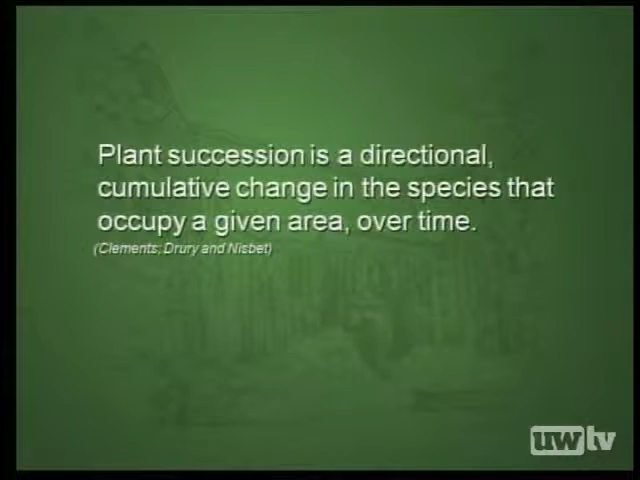 Plant succession is a directional,
cumulative change in the species that
occupy a given area, over time.
(Clements; Drury and Nisbet)
uwtv